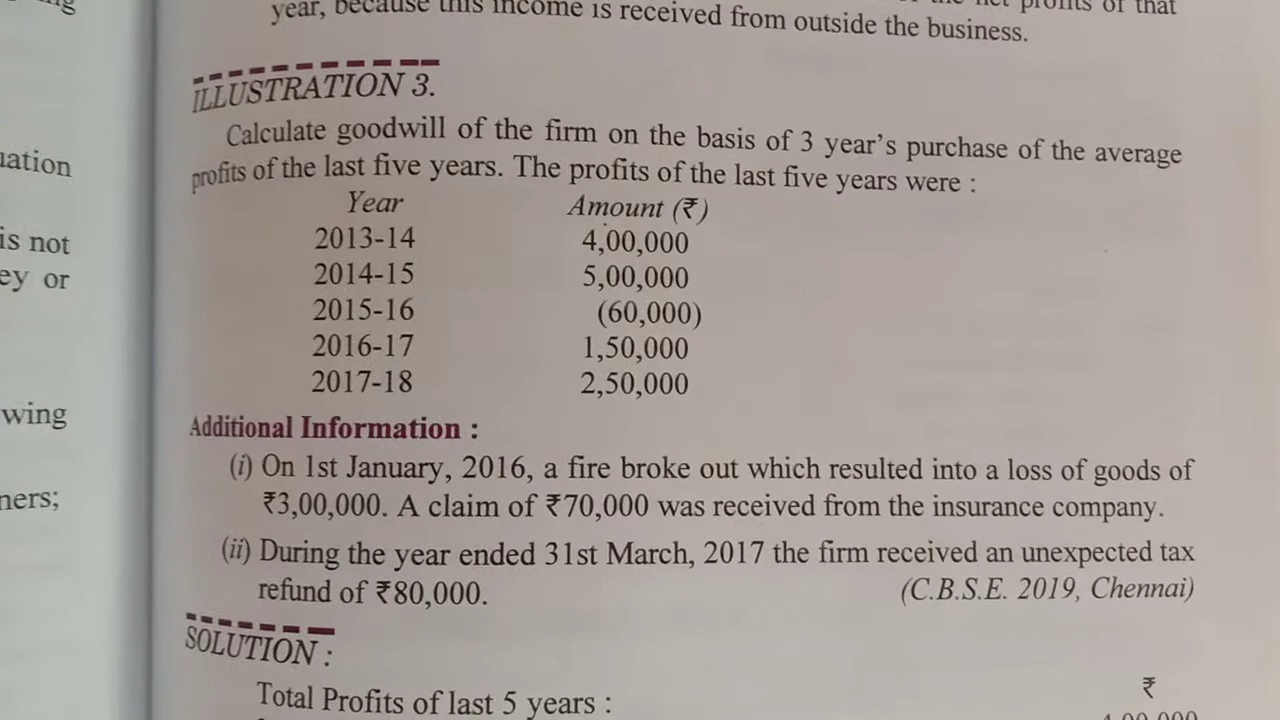 year, because this income is received from outside the business.
profits of that
ILLUSTRATION 3.
Calculate goodwill of the firm on the basis of 3 year's purchase of the average
profits of the last five years. The profits of the last five years were :
Year Amount (₹)
2013-14 4,00,000
2014-15 5,00,000
2015-16 (60,000)
2016-17 1,50,000
2017-18 2,50,000
Additional Information :
(i) On 1st January, 2016, a fire broke out which resulted into a loss of goods of
₹3,00,000. A claim of ₹70,000 was received from the insurance company.
(ii) During the year ended 31st March, 2017 the firm received an unexpected tax
refund of ₹80,000. (C.B.S.E. 2019, Chennai)
SOLUTION :
₹
Total Profits of last 5 years :
is not
ey or
wing
ners;